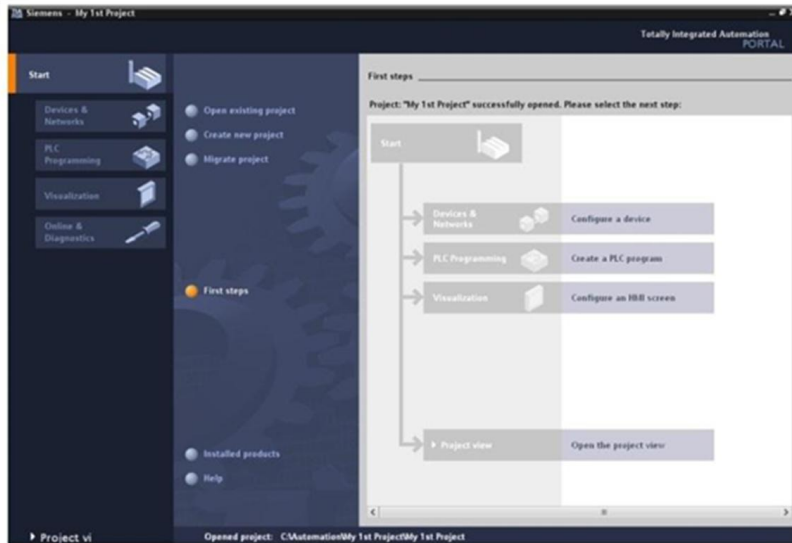 Siemens - My 1st Project
Totally Integrated Automation
PORTAL
Start
Devices &
Networks
PLC
Programming
Visualization
Online &
Diagnostics
Open existing project
Create new project
Migrate project
First steps
Installed products
Help
First steps
Project: "My 1st Project" successfully opened. Please select the next step:
Start
Devices &
Networks
Configure a device
PLC Programming
Create a PLC program
Visualization
Configure an HMI screen
Project view
Open the project view
Project vi
Opened project: C:\Automation\My 1st Project\My 1st Project